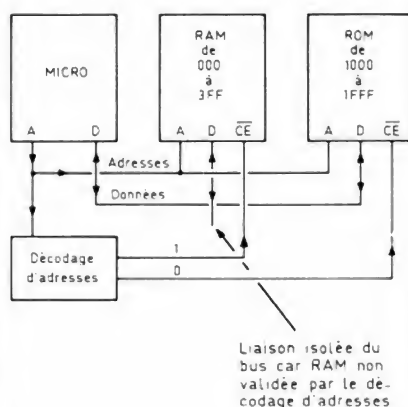 MICRO
A D
RAM
de
000
à
3FF
A D CE
ROM
de
1000
à
1FFF
A D CE
Adresses
Données
Décodage
d'adresses
1
0
Liaison isolée du
bus car RAM non
validée par le dé-
codage d'adresses